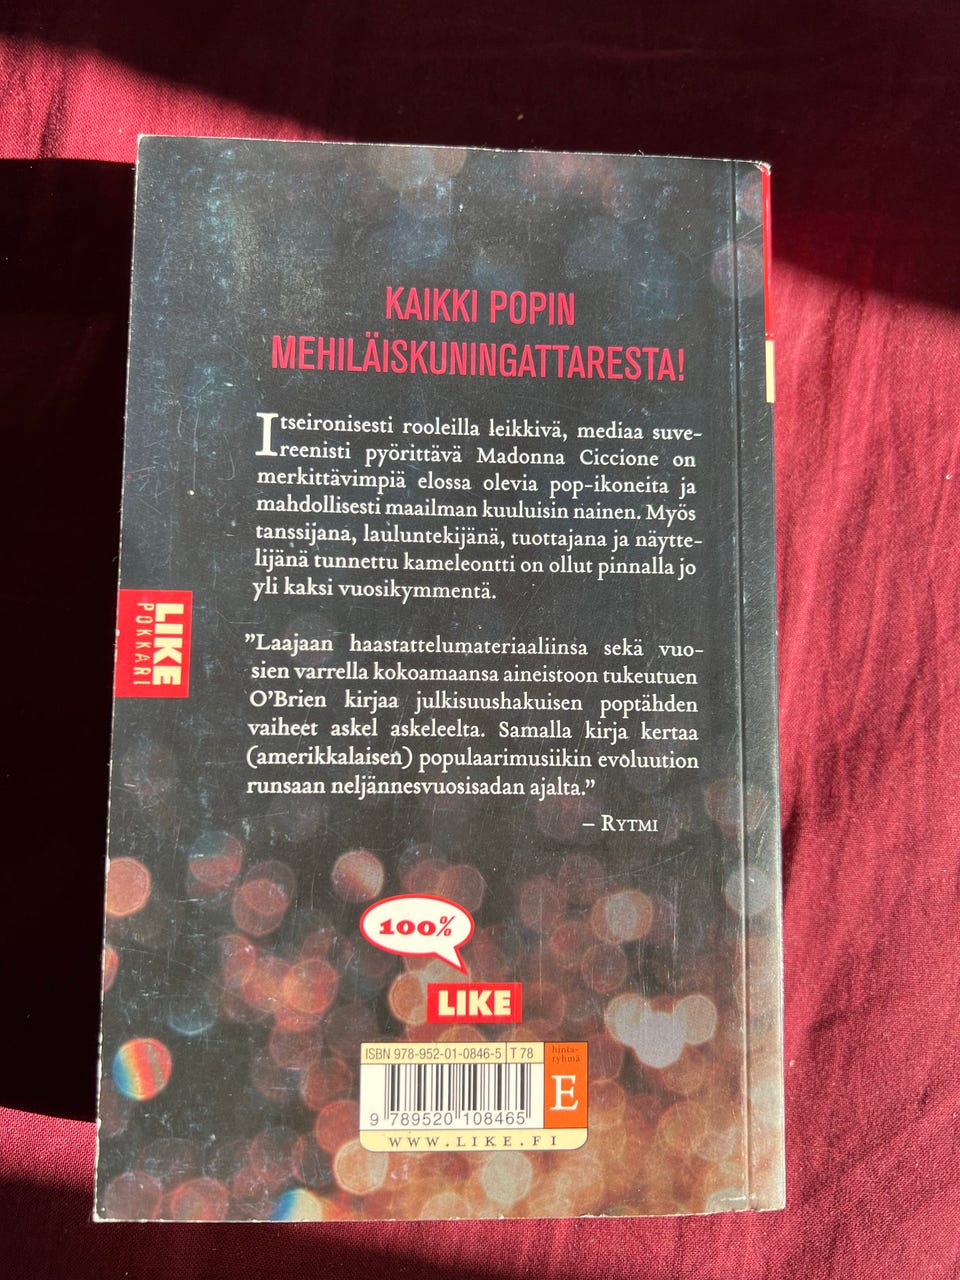 KAIKKI POPIN
MEHILÄISKUNINGATTARESTA!
Itseironisesti rooleilla leikkivä, mediaa suve-
reenisti pyörittävä Madonna Ciccione on
merkittävimpiä elossa olevia pop-ikoneita ja
mahdollisesti maailman kuuluisin nainen. Myös
tanssijana, lauluntekijänä, tuottajana ja näytte-
lijänä tunnettu kameleontti on ollut pinnalla jo
yli kaksi vuosikymmentä.
LIKE
POKKARI
”Laajaan haastattelumateriaaliinsa sekä vuo-
sien varrella kokoamaansa aineistoon tukeutuen
O’Brien kirjaa julkisuushakuisen poptähden
vaiheet askel askeleelta. Samalla kirja kertaa
(amerikkalaisen) populaarimusiikin evoluution
runsaan neljännesvuosisadan ajalta.”
– RYTMI
100%
LIKE
ISBN 978-952-01-0846-5 T 78
hinta-
ryhmä
E
9 789520 108465
WWW.LIKE.FI